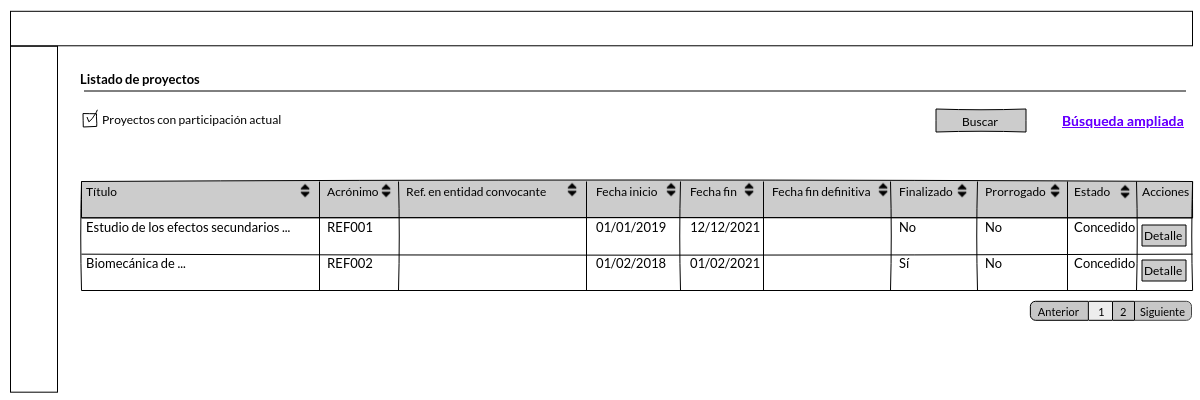 Listado de proyectos
Proyectos con participación actual
Buscar
Búsqueda ampliada
Título Acrónimo Ref. en entidad convocante Fecha inicio Fecha fin Fecha fin definitiva Finalizado Prorrogado Estado Acciones
Estudio de los efectos secundarios ... REF001 01/01/2019 12/12/2021 No No Concedido Detalle
Biomecánica de ... REF002 01/02/2018 01/02/2021 Sí No Concedido Detalle
Anterior 1 2 Siguiente